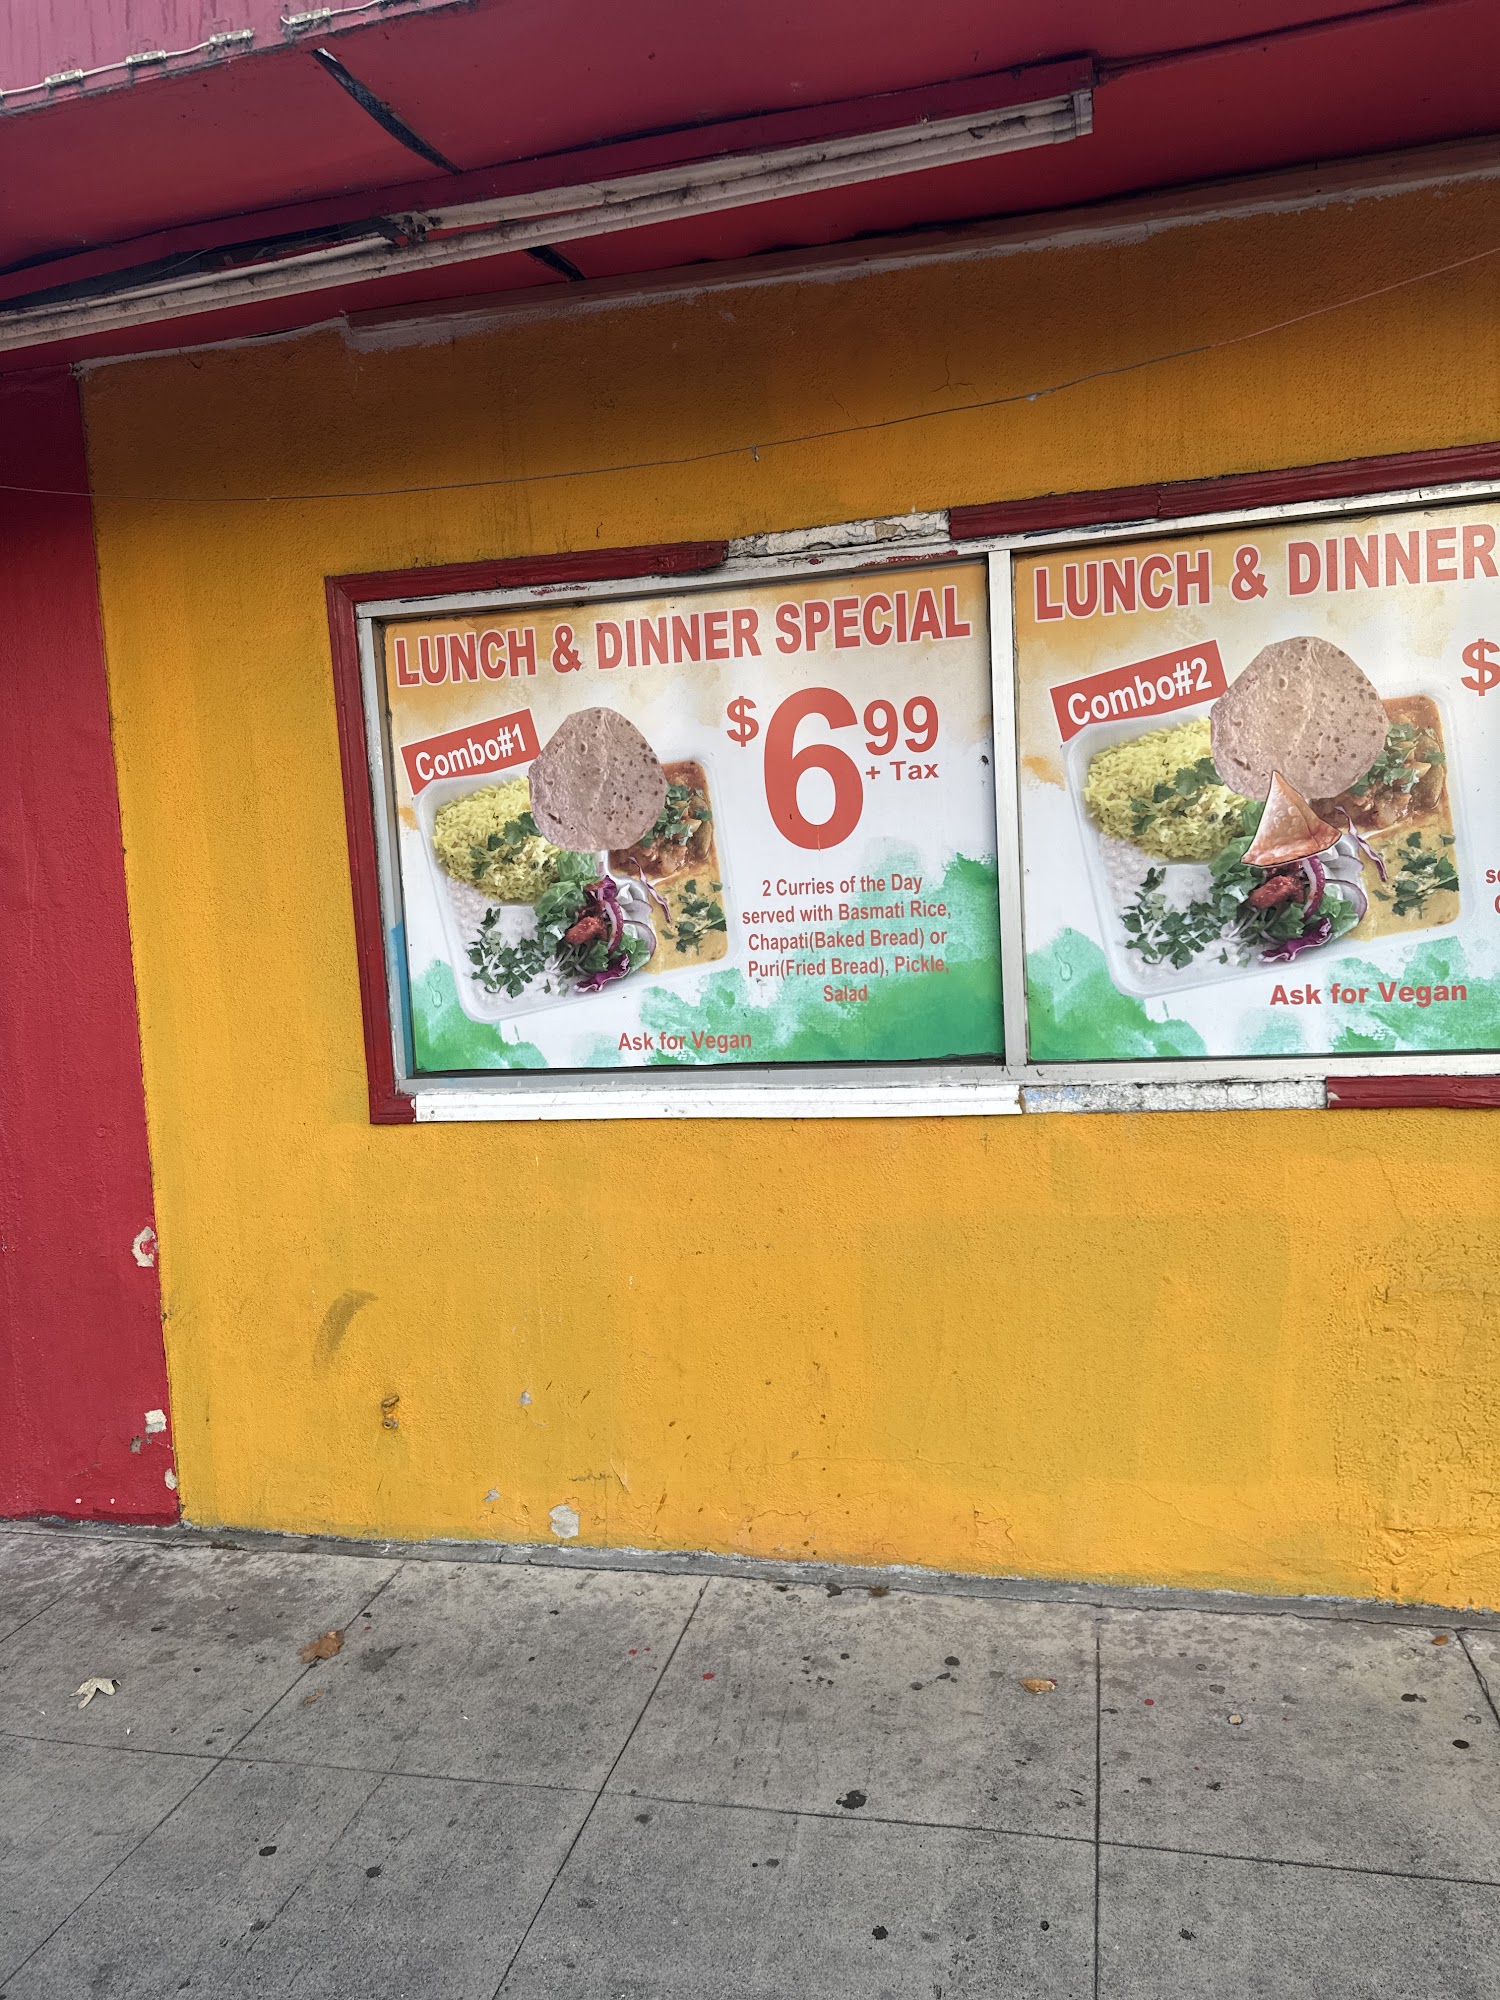 LUNCH & DINNER SPECIAL
Combo#1
$6.99
+ Tax
2 Curries of the Day
served with Basmati Rice,
Chapati(Baked Bread) or
Puri(Fried Bread), Pickle,
Salad
Ask for Vegan
LUNCH & DINNER
Combo#2
$
Ask for Vegan